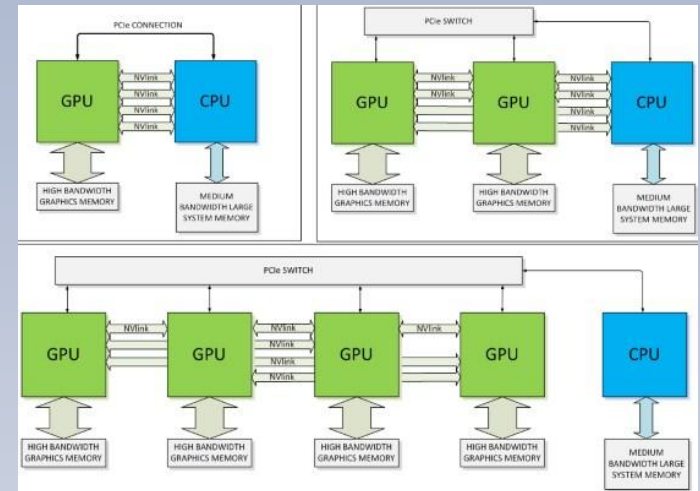 PCIe CONNECTION
GPU
NVlink
NVlink
NVlink
NVlink
CPU
HIGH BANDWIDTH
GRAPHICS MEMORY
MEDIUM
BANDWIDTH LARGE
SYSTEM MEMORY
PCIe SWITCH
GPU
NVlink
NVlink
GPU
NVlink
NVlink
CPU
HIGH BANDWIDTH
GRAPHICS MEMORY
HIGH BANDWIDTH
GRAPHICS MEMORY
MEDIUM
BANDWIDTH LARGE
SYSTEM MEMORY
PCIe SWITCH
GPU
NVlink
GPU
NVlink
NVlink
NVlink
NVlink
GPU
NVlink
GPU
CPU
HIGH BANDWIDTH
GRAPHICS MEMORY
HIGH BANDWIDTH
GRAPHICS MEMORY
HIGH BANDWIDTH
GRAPHICS MEMORY
HIGH BANDWIDTH
GRAPHICS MEMORY
MEDIUM
BANDWIDTH LARGE
SYSTEM MEMORY